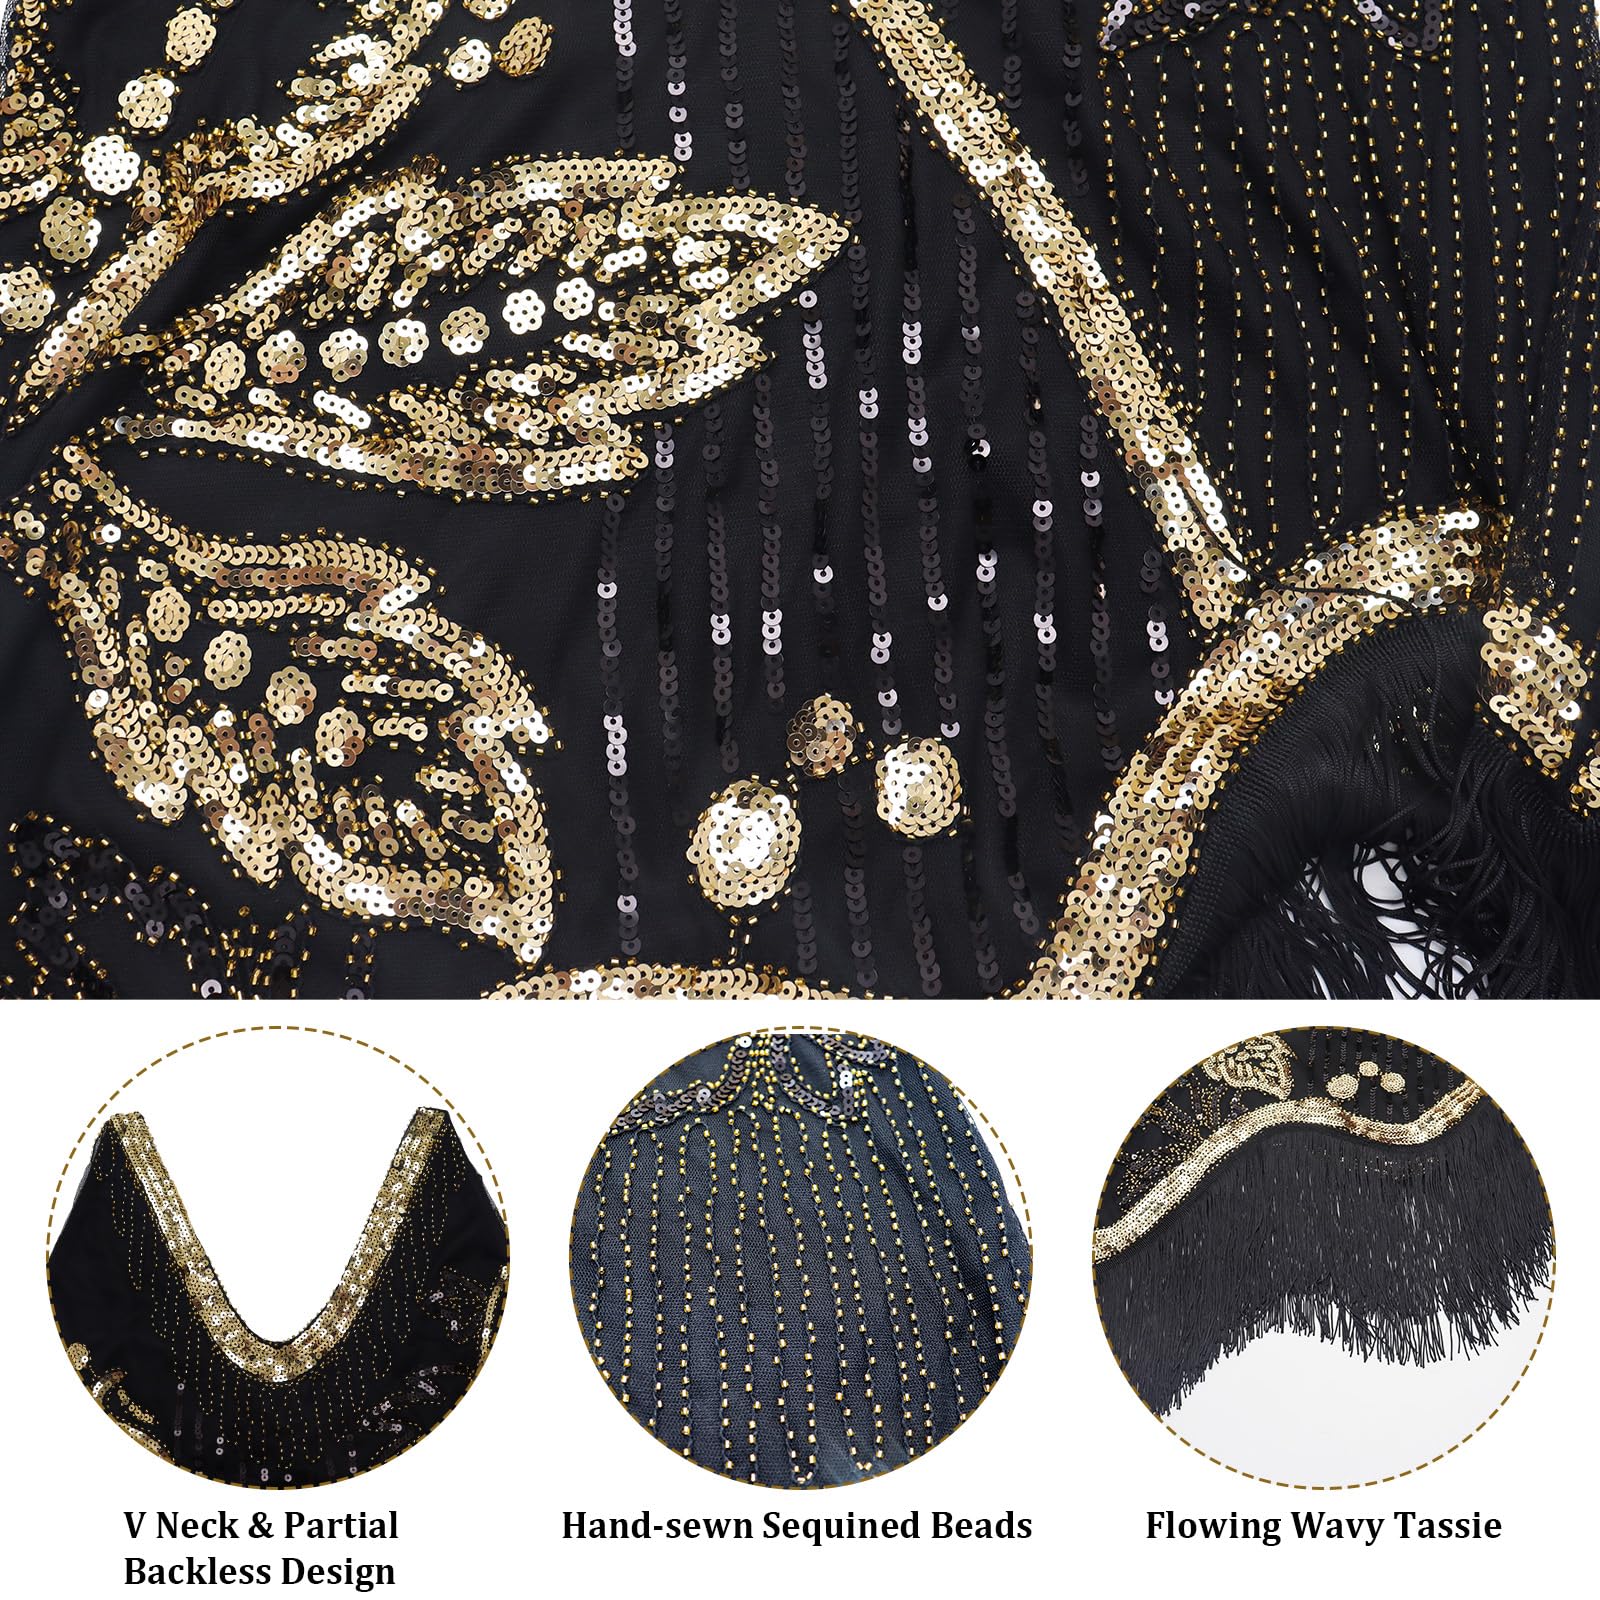 V Neck & Partial
Backless Design
Hand-sewn Sequined Beads
Flowing Wavy Tassie